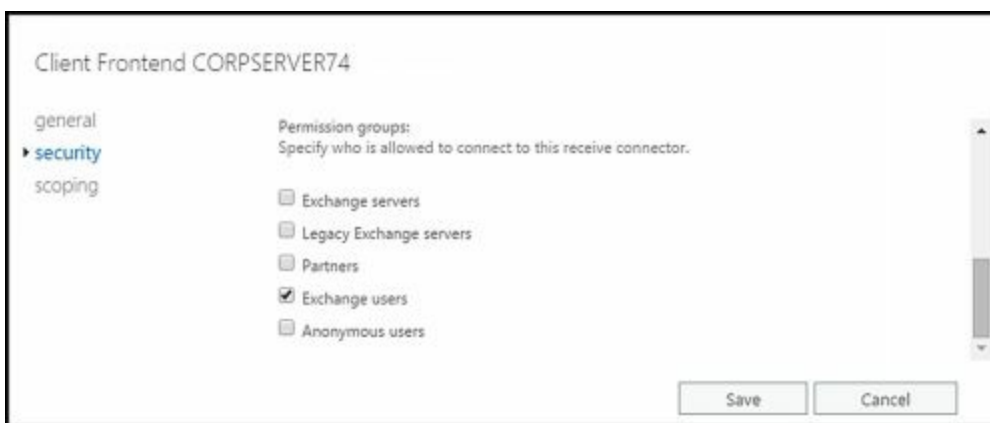 Client Frontend CORPSERVER74
general
security
scoping
Permission groups:
Specify who is allowed to connect to this receive connector.
Exchange servers
Legacy Exchange servers
Partners
Exchange users
Anonymous users
Save
Cancel